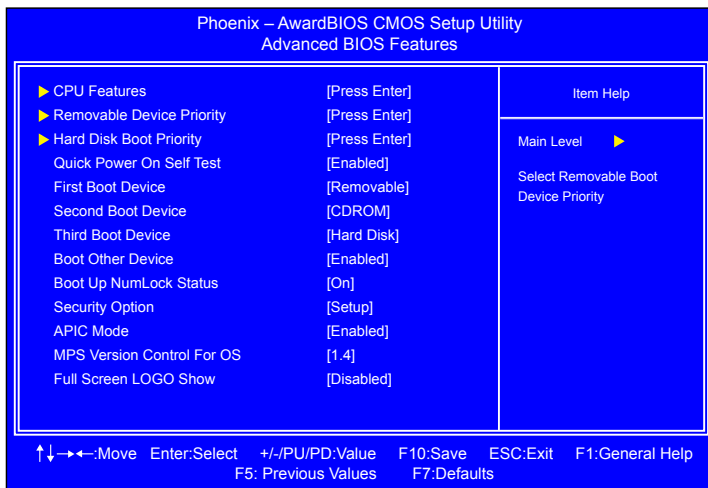 Phoenix – AwardBIOS CMOS Setup Utility
Advanced BIOS Features
CPU Features [Press Enter]
Removable Device Priority [Press Enter]
Hard Disk Boot Priority [Press Enter]
Quick Power On Self Test [Enabled]
First Boot Device [Removable]
Second Boot Device [CDROM]
Third Boot Device [Hard Disk]
Boot Other Device [Enabled]
Boot Up NumLock Status [On]
Security Option [Setup]
APIC Mode [Enabled]
MPS Version Control For OS [1.4]
Full Screen LOGO Show [Disabled]
Item Help
Main Level
Select Removable Boot
Device Priority
↑↓→←:Move Enter:Select +/-/PU/PD:Value F10:Save ESC:Exit F1:General Help
F5: Previous Values F7:Defaults